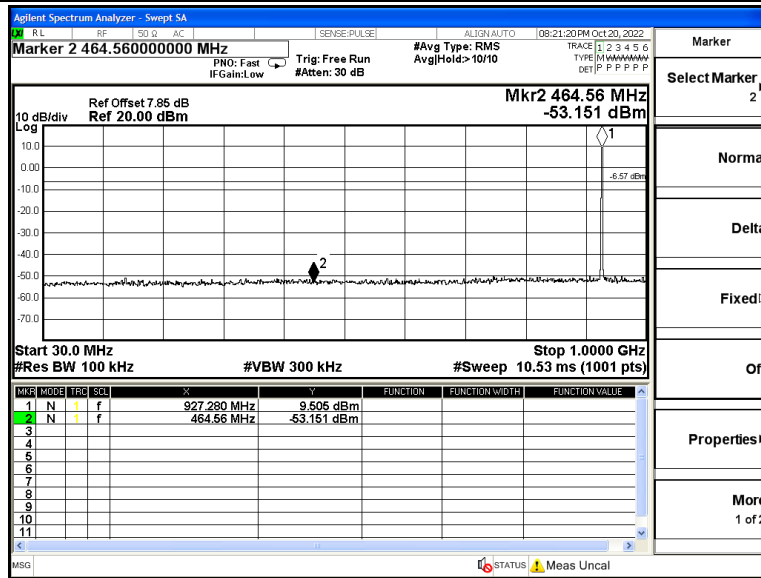 Agilent Spectrum Analyzer - Swept SA
LXI RL RF 50 Ω AC SENSE:PULSE ALIGN AUTO 08:21:20 PM Oct 20, 2022
Marker 2 464.560000000 MHz
PNO: Fast
IFGain:Low
Trig: Free Run
#Atten: 30 dB
#Avg Type: RMS
Avg|Hold:>10/10
TRACE 1 2 3 4 5 6
TYPE M WWWWW
DET P P P P P P
Ref Offset 7.85 dB
10 dB/div Ref 20.00 dBm
Log
Mkr2 464.56 MHz
-53.151 dBm
10.0
0.00
-10.0
-20.0
-30.0
-40.0
-50.0
-60.0
-70.0
1
-6.57 dBm
2
Start 30.0 MHz Stop 1.0000 GHz
#Res BW 100 kHz #VBW 300 kHz #Sweep 10.53 ms (1001 pts)
MKR MODE TRC SCL X Y FUNCTION FUNCTION WIDTH FUNCTION VALUE
1 N 1 f 927.280 MHz 9.505 dBm
2 N 1 f 464.56 MHz -53.151 dBm
3
4
5
6
7
8
9
10
11
MSG STATUS Meas Uncal
Marker
Select Marker
2
Norma
Delta
Fixed
Of
Properties
More
1 of 2